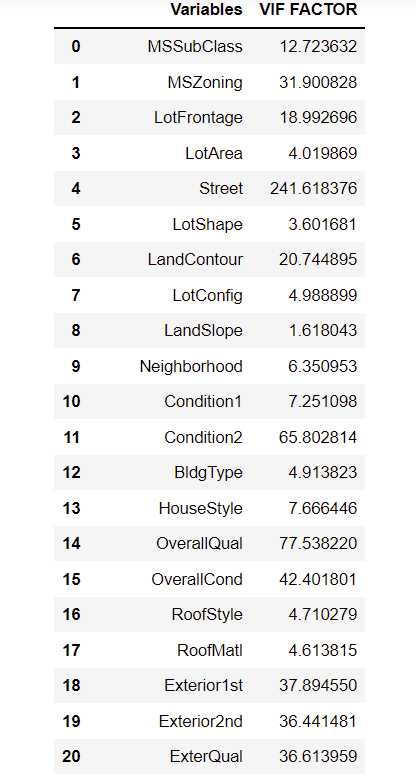 Variables VIF FACTOR
0 MSSubClass 12.723632
1 MSZoning 31.900828
2 LotFrontage 18.992696
3 LotArea 4.019869
4 Street 241.618376
5 LotShape 3.601681
6 LandContour 20.744895
7 LotConfig 4.988899
8 LandSlope 1.618043
9 Neighborhood 6.350953
10 Condition1 7.251098
11 Condition2 65.802814
12 BldgType 4.913823
13 HouseStyle 7.666446
14 OverallQual 77.538220
15 OverallCond 42.401801
16 RoofStyle 4.710279
17 RoofMatl 4.613815
18 Exterior1st 37.894550
19 Exterior2nd 36.441481
20 ExterQual 36.613959